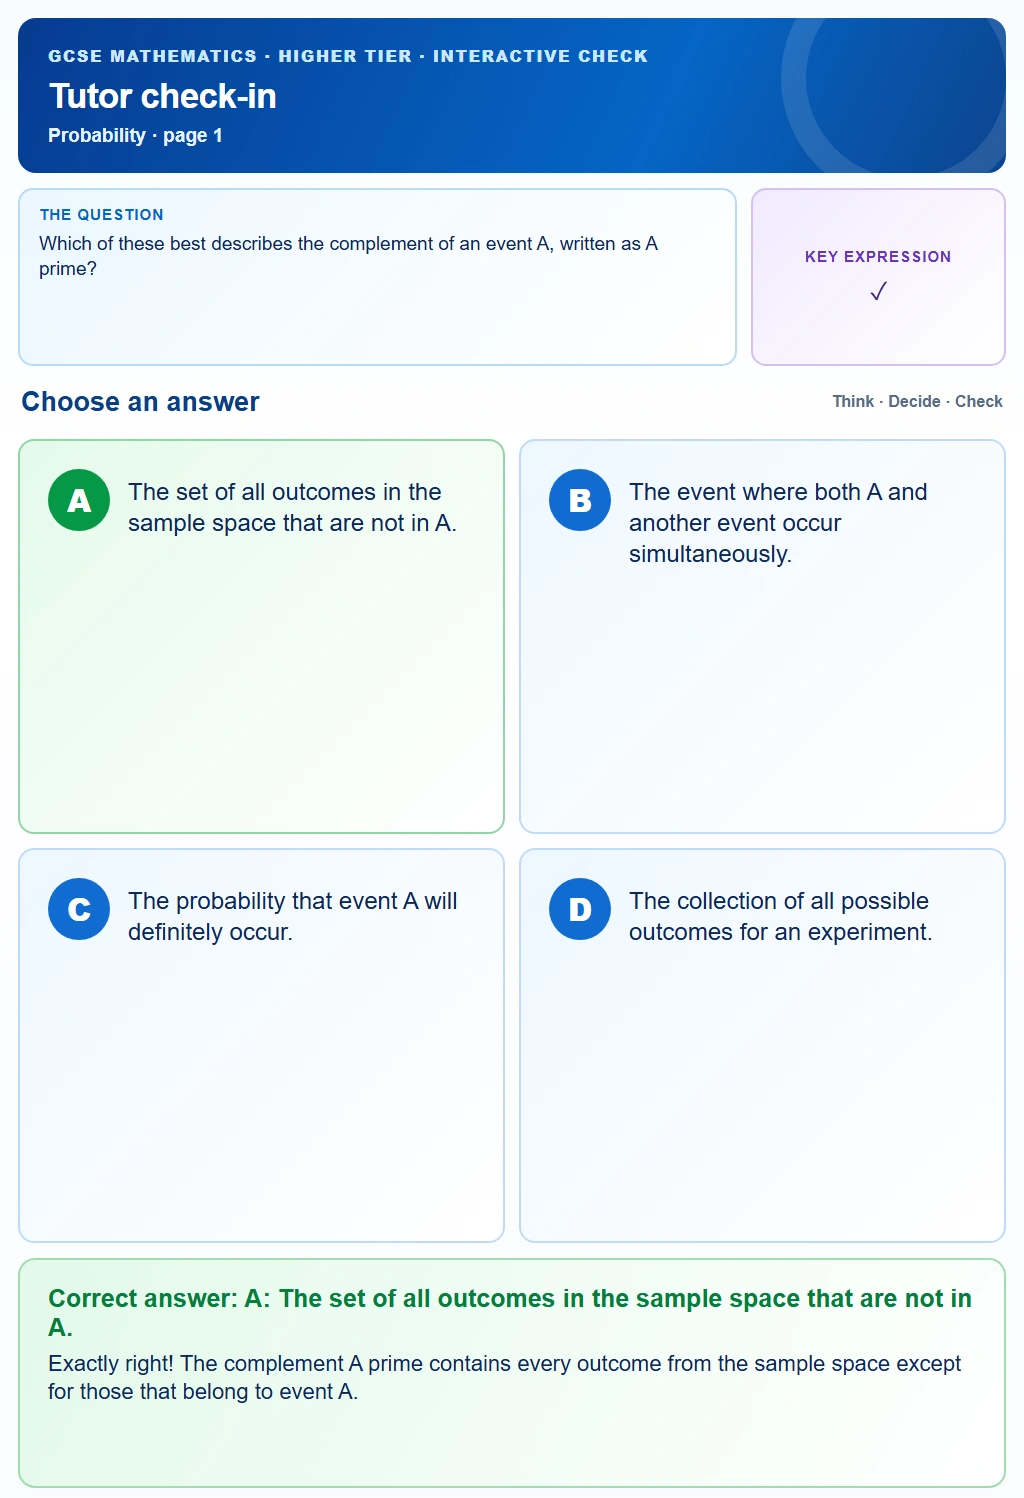 GCSE MATHEMATICS · HIGHER TIER · INTERACTIVE CHECK
Tutor check-in
Probability · page 1
THE QUESTION
Which of these best describes the complement of an event A, written as A
prime?
KEY EXPRESSION
✓
Choose an answer
Think · Decide · Check
A
The set of all outcomes in the
sample space that are not in A.
B
The event where both A and
another event occur
simultaneously.
C
The probability that event A will
definitely occur.
D
The collection of all possible
outcomes for an experiment.
Correct answer: A: The set of all outcomes in the sample space that are not in
A.
Exactly right! The complement A prime contains every outcome from the sample space except
for those that belong to event A.